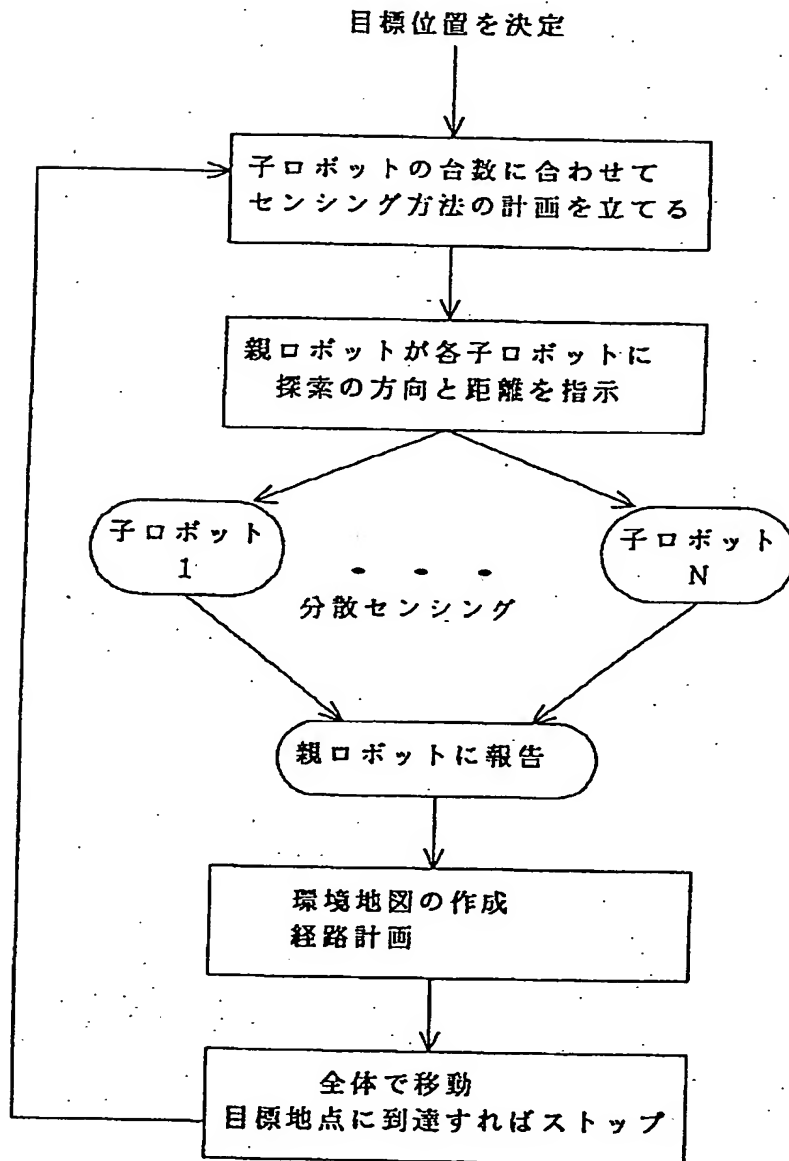 目標位置を決定
子ロボットの台数に合わせて
センシング方法の計画を立てる
親ロボットが各子ロボットに
探索の方向と距離を指示
子ロボット
1
子ロボット
N
分散センシング
親ロボットに報告
環境地図の作成
経路計画
全体で移動
目標地点に到達すればストップ